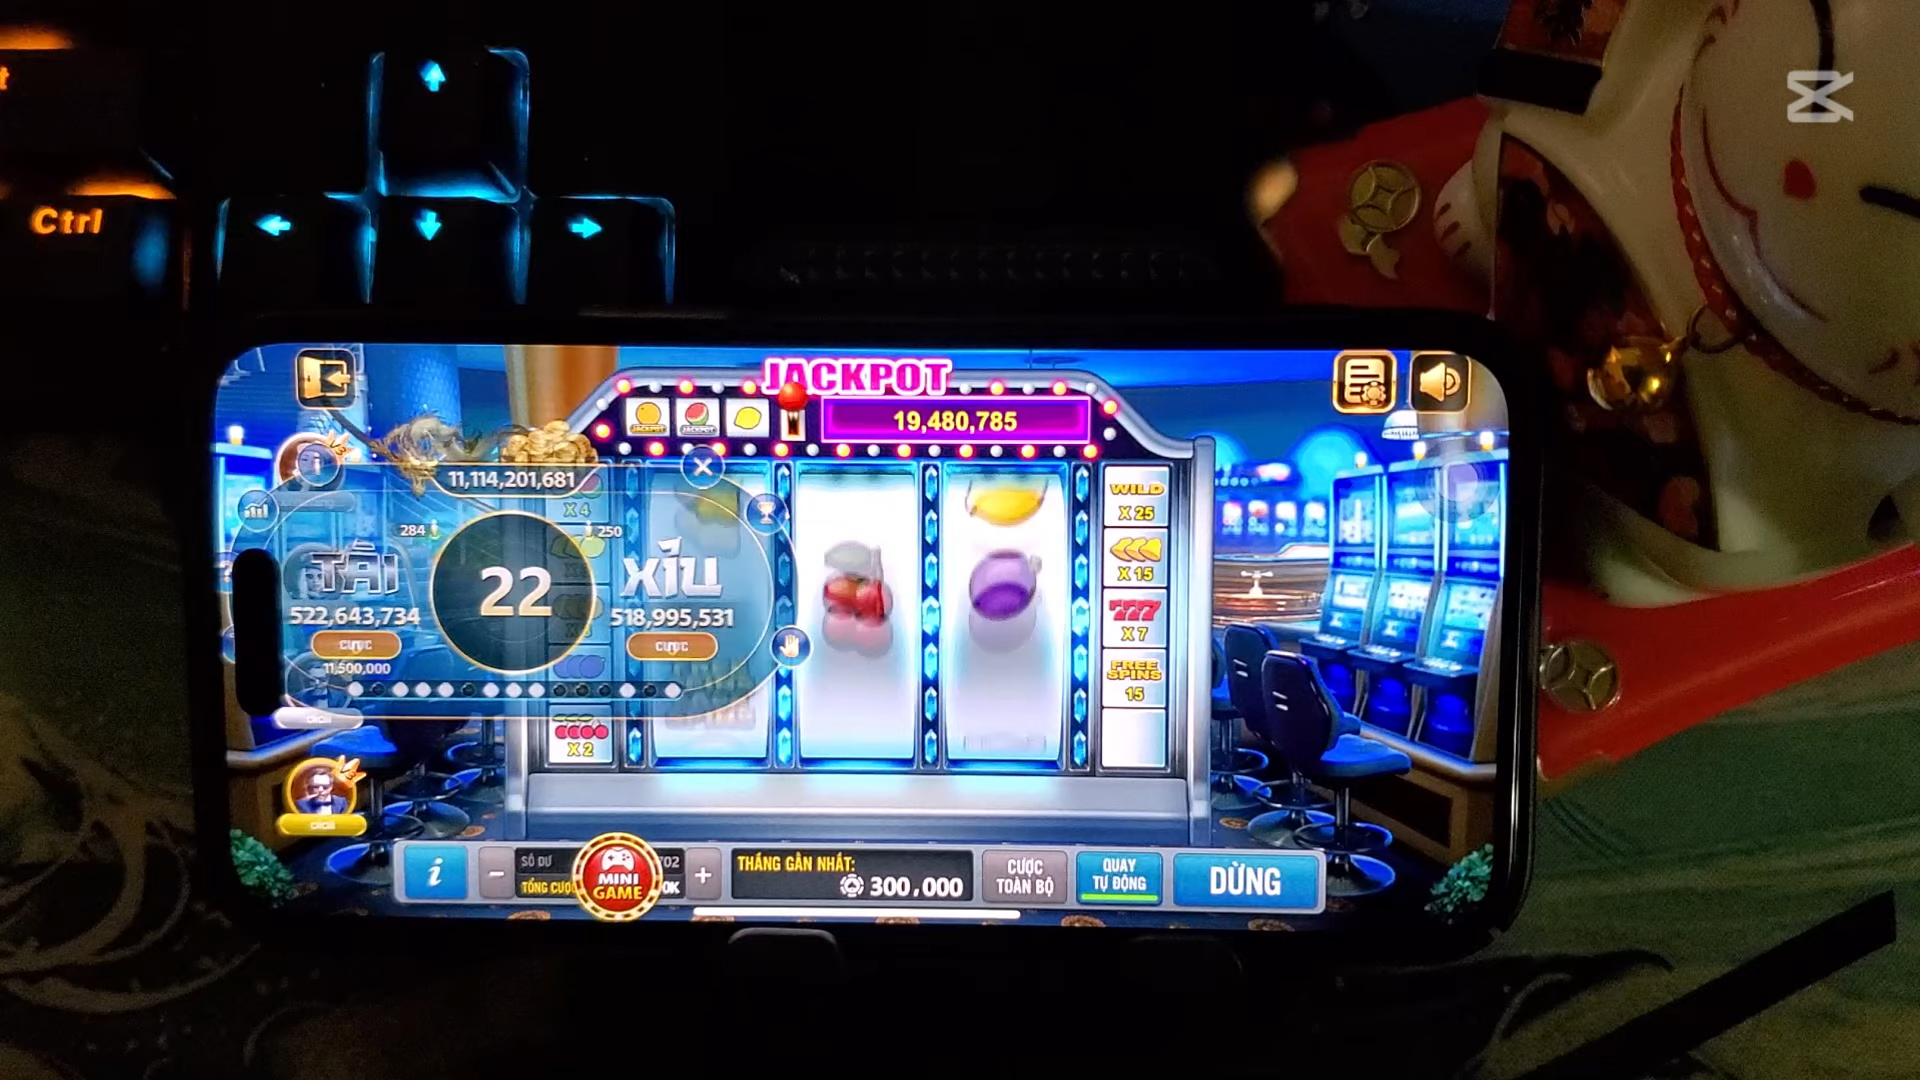 Ctrl
JACKPOT
19,480,785
11,114,201,681
X 4
284
250
TÀI
22
XỈU
522,643,734
518,995,531
CƯỢC
CƯỢC
11,500,000
X 2
WILD
X 25
X 15
777
X 7
FREE
SPINS
15
SỐ DƯ
702
TỔNG CƯỢC
0K
MINI
GAME
THẮNG GẦN NHẤT:
300,000
CƯỢC
TOÀN BỘ
QUAY
TỰ ĐỘNG
DỪNG